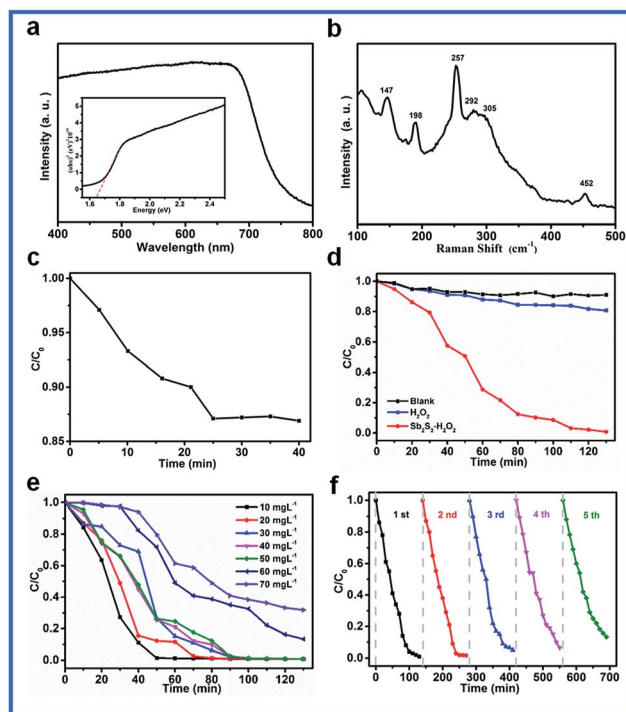 a
Intensity (a. u.)
400 500 600 700 800
Wavelength (nm)
(αhυ)² (eV)²10¹⁰
0 1 2 3 4 5
1.6 1.8 2.0 2.2 2.4
Energy (eV)
b
Intensity (a. u.)
147
198
257
292
305
452
100 200 300 400 500
Raman Shift (cm⁻¹)
c
C/C₀
1.00
0.95
0.90
0.85
0 10 20 30 40
Time (min)
d
C/C₀
1.0
0.8
0.6
0.4
0.2
0.0
Blank
H₂O₂
Sb₂S₂-H₂O₂
0 20 40 60 80 100 120
Time (min)
e
C/C₀
1.0
0.8
0.6
0.4
0.2
0.0
10 mgL⁻¹
20 mgL⁻¹
30 mgL⁻¹
40 mgL⁻¹
50 mgL⁻¹
60 mgL⁻¹
70 mgL⁻¹
0 20 40 60 80 100 120
Time (min)
f
C/C₀
1.0
0.8
0.6
0.4
0.2
0.0
1 st 2 nd 3 rd 4 th 5 th
0 100 200 300 400 500 600 700
Time (min)